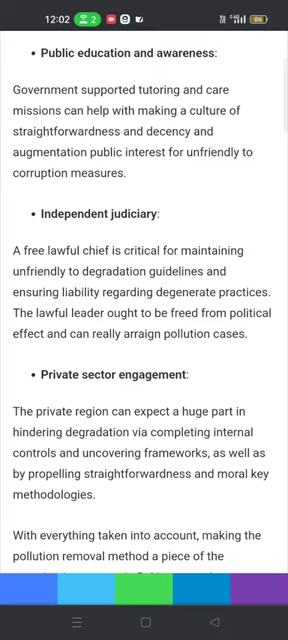 12:02
2
86
• Public education and awareness:
Government supported tutoring and care
missions can help with making a culture of
straightforwardness and decency and
augmentation public interest for unfriendly to
corruption measures.
• Independent judiciary:
A free lawful chief is critical for maintaining
unfriendly to degradation guidelines and
ensuring liability regarding degenerate practices.
The lawful leader ought to be freed from political
effect and can really arraign pollution cases.
• Private sector engagement:
The private region can expect a huge part in
hindering degradation via completing internal
controls and uncovering frameworks, as well as
by propelling straightforwardness and moral key
methodologies.
With everything taken into account, making the
pollution removal method a piece of the